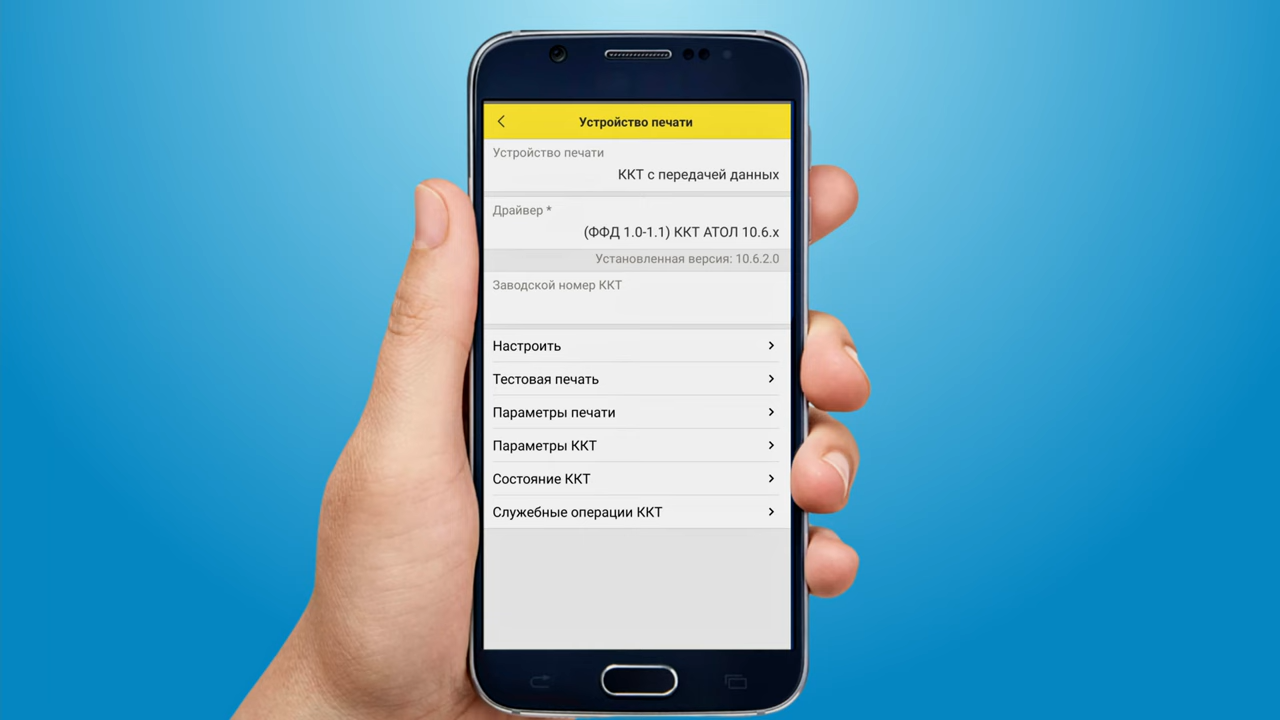 Устройство печати
Устройство печати
ККТ с передачей данных
Драйвер *
(ФФД 1.0-1.1) ККТ АТОЛ 10.6.x
Установленная версия: 10.6.2.0
Заводской номер ККТ
Настроить
Тестовая печать
Параметры печати
Параметры ККТ
Состояние ККТ
Служебные операции ККТ